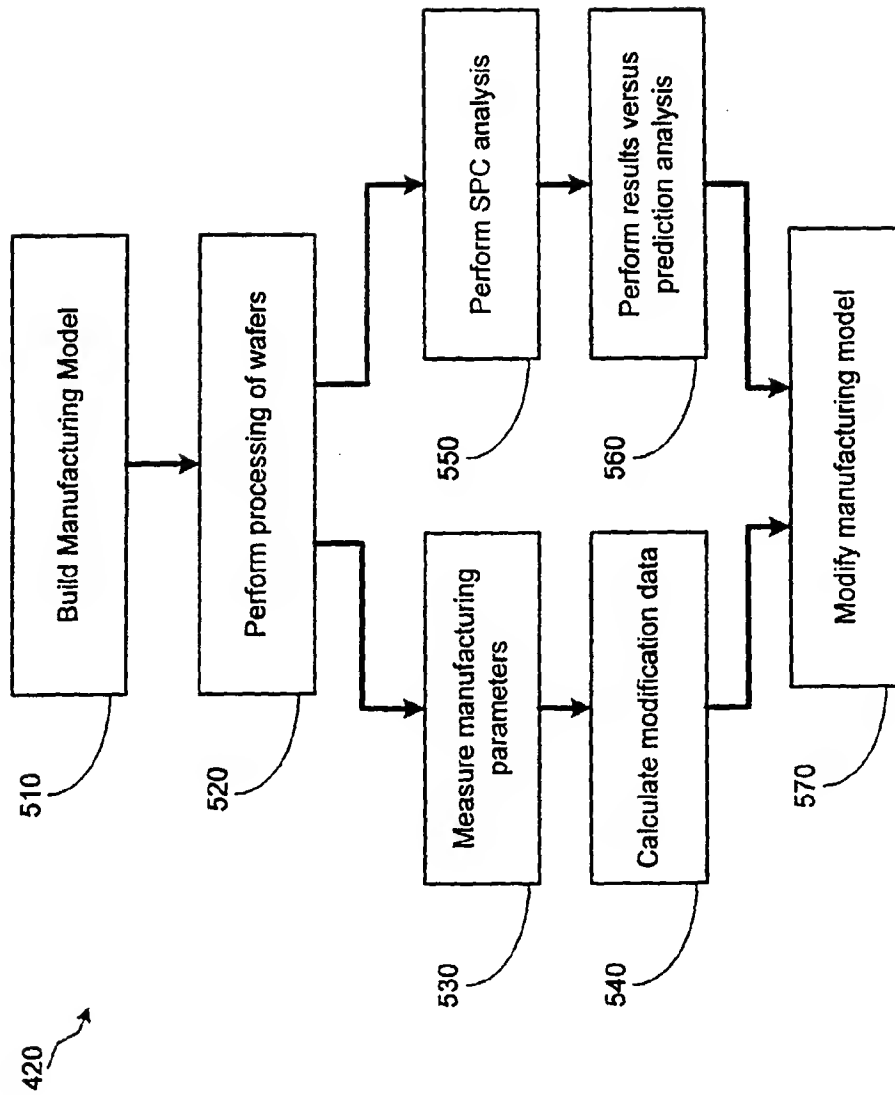 420
510
Build Manufacturing Model
520
Perform processing of wafers
530
Measure manufacturing
parameters
550
Perform SPC analysis
540
Calculate modification data
560
Perform results versus
prediction analysis
570
Modify manufacturing model